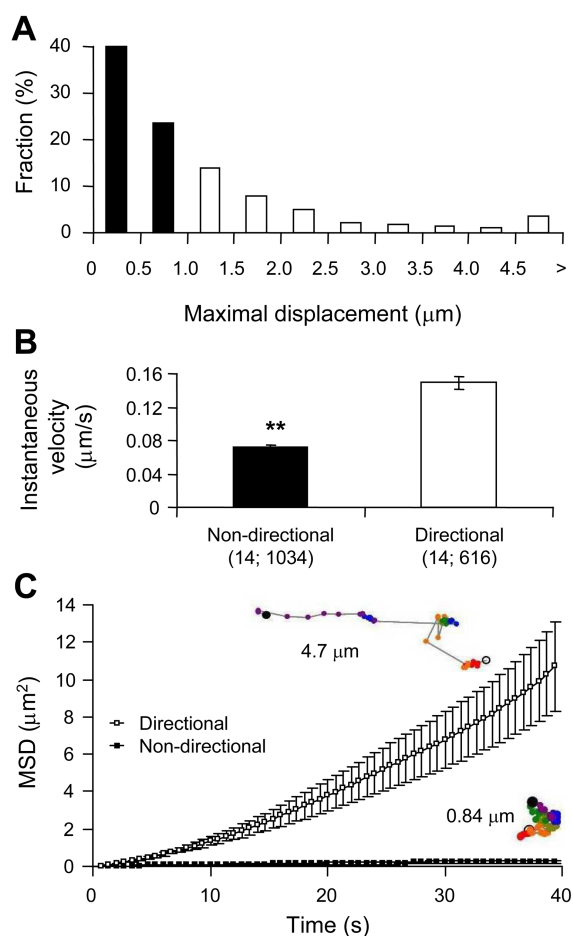 A
Fraction (%)
40
30
20
10
0
0 0.5 1.0 1.5 2.0 2.5 3.0 3.5 4.0 4.5 >
Maximal displacement (μm)
B
Instantaneous
velocity
(μm/s)
0.16
0.12
0.08
0.04
0
**
Non-directional Directional
(14; 1034) (14; 616)
C
MSD (μm²)
14
12
10
8
6
4
2
0
4.7 μm
Directional
Non-directional
0.84 μm
10 20 30 40
Time (s)